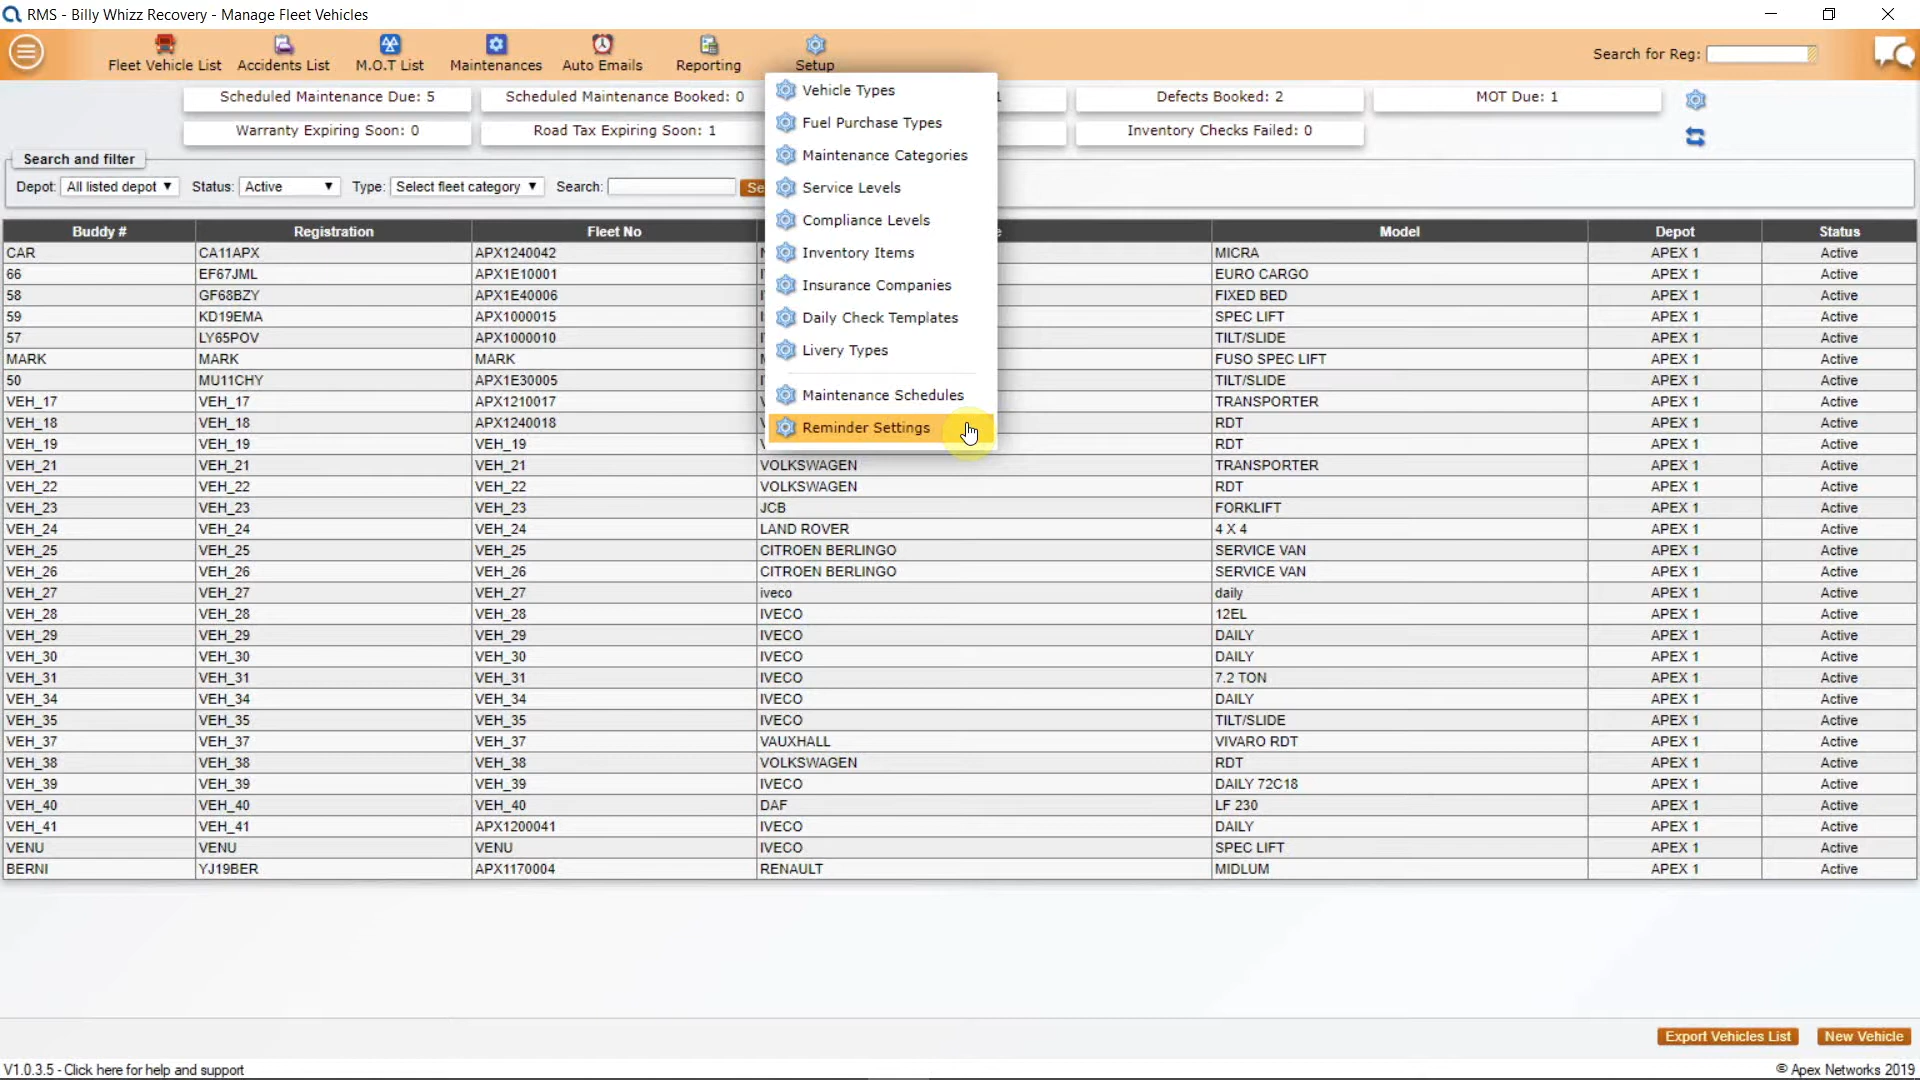 RMS - Billy Whizz Recovery - Manage Fleet Vehicles
Fleet Vehicle List Accidents List M.O.T List Maintenances Auto Emails Reporting Setup Search for Reg:
Scheduled Maintenance Due: 5 Scheduled Maintenance Booked: 0 1 Defects Booked: 2 MOT Due: 1
Warranty Expiring Soon: 0 Road Tax Expiring Soon: 1 Inventory Checks Failed: 0
Search and filter
Depot: All listed depot Status: Active Type: Select fleet category Search: Se
Vehicle Types
Fuel Purchase Types
Maintenance Categories
Service Levels
Compliance Levels
Inventory Items
Insurance Companies
Daily Check Templates
Livery Types
Maintenance Schedules
Reminder Settings
Buddy # Registration Fleet No Model Depot Status
CAR CA11APX APX1240042 MICRA APEX 1 Active
66 EF67JML APX1E10001 EURO CARGO APEX 1 Active
58 GF68BZY APX1E40006 FIXED BED APEX 1 Active
59 KD19EMA APX1000015 SPEC LIFT APEX 1 Active
57 LY65POV APX1000010 TILT/SLIDE APEX 1 Active
MARK MARK MARK FUSO SPEC LIFT APEX 1 Active
50 MU11CHY APX1E30005 TILT/SLIDE APEX 1 Active
VEH_17 VEH_17 APX1210017 TRANSPORTER APEX 1 Active
VEH_18 VEH_18 APX1240018 RDT APEX 1 Active
VEH_19 VEH_19 VEH_19 RDT APEX 1 Active
VEH_21 VEH_21 VEH_21 VOLKSWAGEN TRANSPORTER APEX 1 Active
VEH_22 VEH_22 VEH_22 VOLKSWAGEN RDT APEX 1 Active
VEH_23 VEH_23 VEH_23 JCB FORKLIFT APEX 1 Active
VEH_24 VEH_24 VEH_24 LAND ROVER 4 X 4 APEX 1 Active
VEH_25 VEH_25 VEH_25 CITROEN BERLINGO SERVICE VAN APEX 1 Active
VEH_26 VEH_26 VEH_26 CITROEN BERLINGO SERVICE VAN APEX 1 Active
VEH_27 VEH_27 VEH_27 iveco daily APEX 1 Active
VEH_28 VEH_28 VEH_28 IVECO 12EL APEX 1 Active
VEH_29 VEH_29 VEH_29 IVECO DAILY APEX 1 Active
VEH_30 VEH_30 VEH_30 IVECO DAILY APEX 1 Active
VEH_31 VEH_31 VEH_31 IVECO 7.2 TON APEX 1 Active
VEH_34 VEH_34 VEH_34 IVECO DAILY APEX 1 Active
VEH_35 VEH_35 VEH_35 IVECO TILT/SLIDE APEX 1 Active
VEH_37 VEH_37 VEH_37 VAUXHALL VIVARO RDT APEX 1 Active
VEH_38 VEH_38 VEH_38 VOLKSWAGEN RDT APEX 1 Active
VEH_39 VEH_39 VEH_39 IVECO DAILY 72C18 APEX 1 Active
VEH_40 VEH_40 VEH_40 DAF LF 230 APEX 1 Active
VEH_41 VEH_41 APX1200041 IVECO DAILY APEX 1 Active
VENU VENU VENU IVECO SPEC LIFT APEX 1 Active
BERNI YJ19BER APX1170004 RENAULT MIDLUM APEX 1 Active
Export Vehicles List New Vehicle
V1.0.3.5 - Click here for help and support © Apex Networks 2019